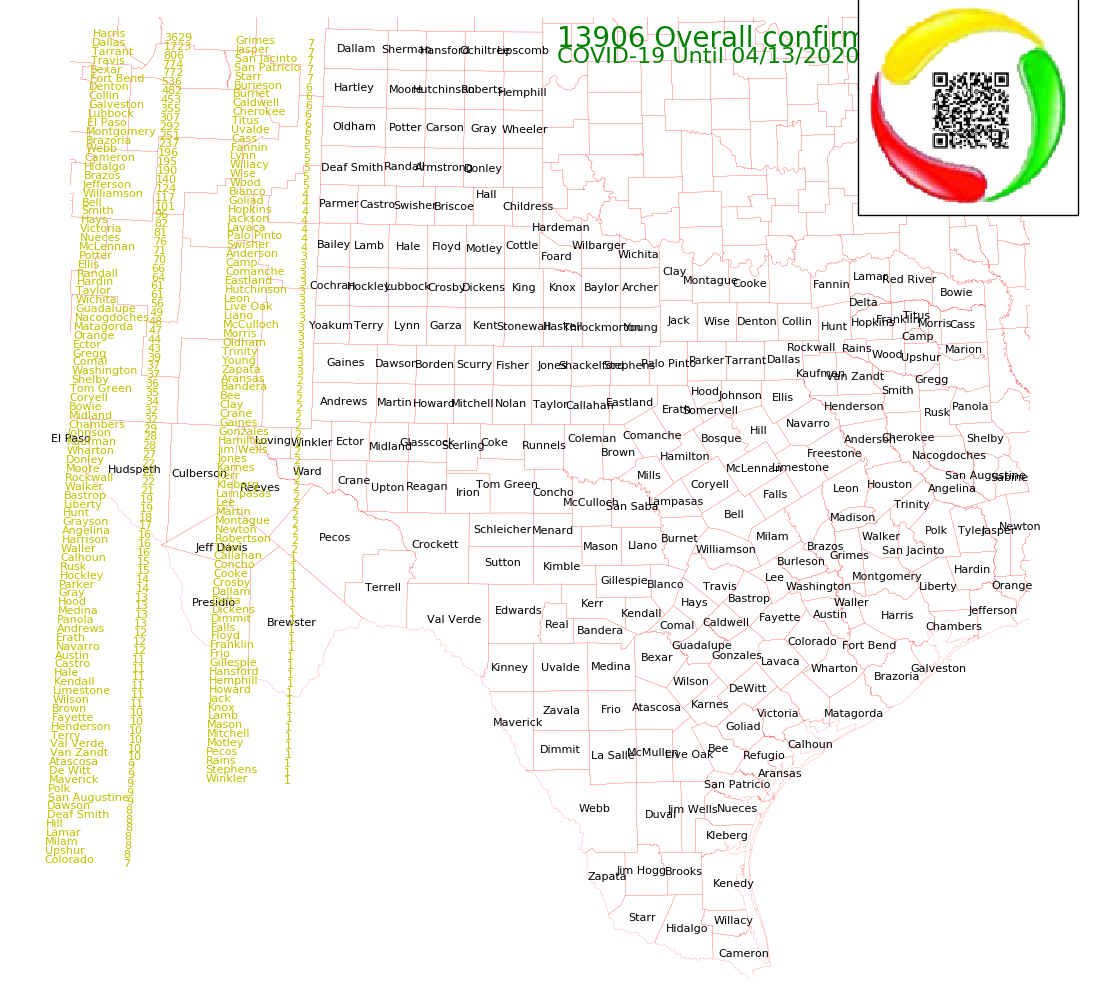 13906 Overall confirm
COVID-19 Until 04/13/2020
Harris 3629
Dallas 1723
Tarrant 806
Travis 774
Bexar 772
Fort Bend 536
Denton 482
Collin 453
Galveston 365
Lubbock 307
El Paso 292
Montgomery 251
Brazoria 237
Webb 196
Cameron 195
Hidalgo 190
Brazos 140
Jefferson 124
Williamson 117
Bell 101
Smith 96
Hays 82
Victoria 81
Nueces 76
McLennan 71
Potter 70
Ellis 66
Randall 64
Hardin 61
Taylor 61
Wichita 56
Guadalupe 49
Nacogdoches 48
Matagorda 47
Orange 44
Ector 43
Gregg 39
Comal 37
Washington 37
Shelby 36
Tom Green 35
Coryell 34
Bowie 32
Midland 32
Chambers 29
Johnson 28
Kaufman 28
Wharton 27
Donley
Moore 22
Rockwall 22
Walker 21
Bastrop 19
Liberty 19
Hunt 18
Grayson 17
Angelina 16
Harrison 16
Waller 16
Calhoun 15
Rusk 15
Hockley 14
Parker 14
Gray 13
Hood 13
Medina 13
Panola 13
Andrews 12
Erath 12
Navarro 12
Austin 11
Castro 11
Hale 11
Kendall 11
Limestone 11
Wilson 11
Brown 10
Fayette 10
Henderson 10
Terry 10
Val Verde 10
Van Zandt 10
Atascosa 9
De Witt 9
Maverick 9
Polk 9
San Augustine 9
Dawson 8
Deaf Smith 8
Hill 8
Lamar 8
Milam 8
Upshur 8
Colorado 7
Grimes 7
Jasper 7
San Jacinto 7
San Patricio 7
Starr 7
Burleson 6
Burnet 6
Caldwell 6
Cherokee 6
Titus 6
Uvalde 6
Cass 5
Fannin 5
Lynn 5
Willacy 5
Wise 5
Wood 5
Blanco 4
Goliad 4
Hopkins 4
Jackson 4
Lavaca 4
Palo Pinto 4
Swisher 4
Anderson 3
Camp 3
Comanche 3
Eastland 3
Hutchinson 3
Leon 3
Live Oak 3
Llano 3
McCulloch 3
Morris 3
Oldham 3
Trinity 3
Young 3
Zapata 3
Aransas 2
Bandera 2
Bee 2
Clay 2
Crane 2
Gaines 2
Gonzales 2
Hamilton 2
Jim Wells 2
Jones 2
Karnes 2
Kerr 2
Kleberg 2
Lampasas 2
Lee 2
Martin 2
Montague 2
Newton 2
Robertson 2
Callahan 1
Concho 1
Cooke 1
Crosby 1
Dallam 1
Delta 1
Dickens 1
Dimmit 1
Falls 1
Floyd 1
Franklin 1
Frio 1
Gillespie 1
Hansford 1
Hemphill 1
Howard 1
Jack 1
Knox 1
Lamb 1
Mason 1
Mitchell 1
Motley 1
Pecos 1
Rains 1
Stephens 1
Winkler 1
Dallam Sherman Hansford Ochiltree Lipscomb
Hartley Moore Hutchinson Roberts Hemphill
Oldham Potter Carson Gray Wheeler
Deaf Smith Randall Armstrong Donley
Hall
Parmer Castro Swisher Briscoe Childress
Hardeman
Bailey Lamb Hale Floyd Motley Cottle Foard Wilbarger Wichita
Clay Montague Cooke Fannin Lamar Red River Bowie
Cochran Hockley Lubbock Crosby Dickens King Knox Baylor Archer
Delta
Yoakum Terry Lynn Garza Kent Stonewall Haskell Throckmorton Young Jack Wise Denton Collin Hunt Hopkins Franklin Titus Morris Cass
Camp
Rockwall Rains Wood Upshur Marion
Gaines Dawson Borden Scurry Fisher Jones Shackelford Stephens Palo Pinto Parker Tarrant Dallas
Kaufman Van Zandt Gregg
Smith
Andrews Martin Howard Mitchell Nolan Taylor Callahan Eastland Erath Hood Somervell Johnson Ellis Henderson Rusk Panola
El Paso Hudspeth Culberson Loving Winkler Ector Midland Glasscock Sterling Coke Runnels Coleman Brown Comanche Bosque Hill Navarro Anderson Cherokee Shelby
Hamilton Freestone Nacogdoches
Reeves Ward Crane Upton Reagan Irion Tom Green Concho McCulloch San Saba Mills Lampasas Coryell McLennan Limestone Falls Leon Houston Angelina San Augustine Sabine
Trinity
Jeff Davis Pecos Crockett Schleicher Menard Mason Llano Burnet Bell Williamson Milam Robertson Madison Walker Polk Tyler Jasper Newton
Brazos Grimes San Jacinto
Burleson
Presidio Brewster Terrell Sutton Kimble Gillespie Blanco Travis Lee Washington Montgomery Liberty Hardin Orange
Val Verde Edwards Real Kerr Kendall Hays Bastrop Fayette Austin Waller Harris Chambers Jefferson
Bandera Comal Caldwell
Guadalupe Gonzales Colorado Fort Bend
Kinney Uvalde Medina Bexar Wilson Lavaca Wharton Brazoria Galveston
DeWitt
Maverick Zavala Frio Atascosa Karnes Victoria Matagorda
Goliad
Dimmit La Salle McMullen Live Oak Bee Refugio Calhoun
Aransas
San Patricio
Webb Duval Jim Wells Nueces
Kleberg
Zapata Jim Hogg Brooks Kenedy
Starr Hidalgo Willacy
Cameron